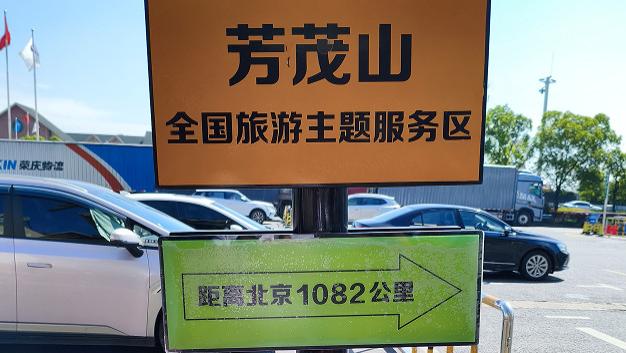 芳茂山
全国旅游主题服务区
KIN 荣庆物流
距离北京1082公里